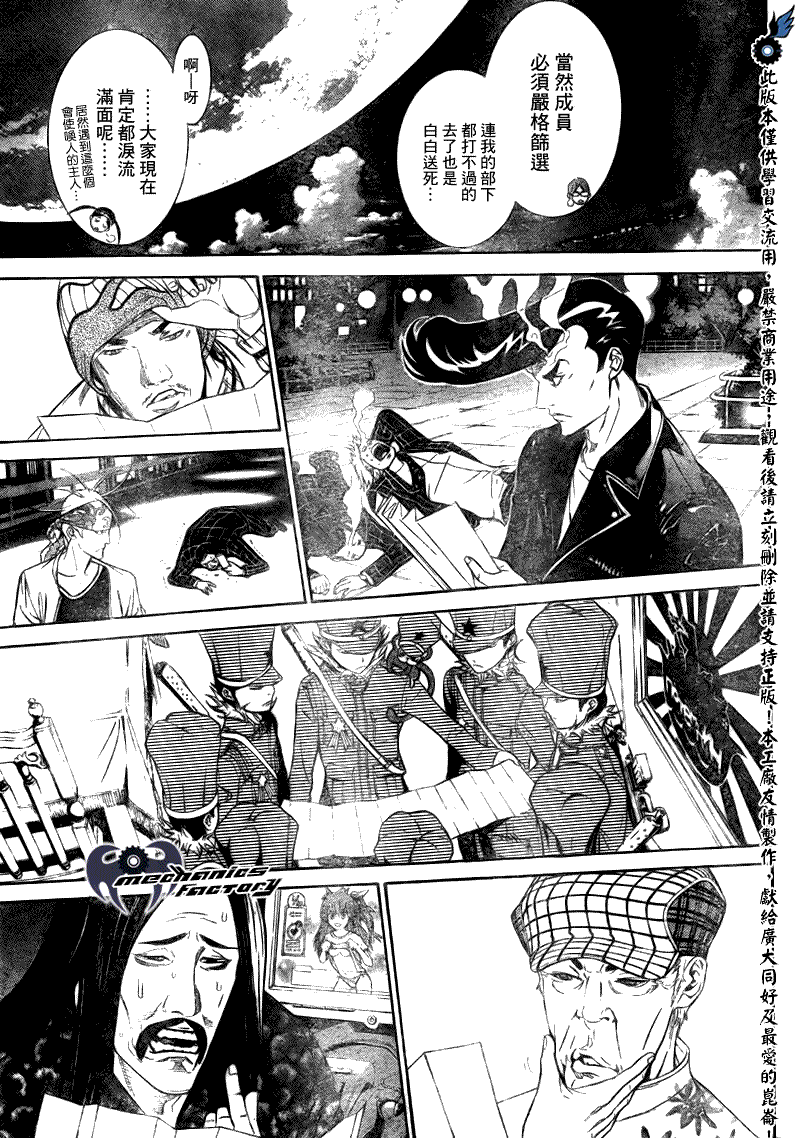 當然成員
必須嚴格篩選
連我的部下
都打不過的
去了也是
白白送死…
啊—呀
……大家現在
肯定都淚流
滿面呢……
居然遇到這麼個
會使喚人的主人…
此版本僅供學習交流用，嚴禁商業用途，觀看後請立刻刪除並請支持正版！本工廠友情製作，獻給廣大同好及最愛的崑崙！
mechanics
factory